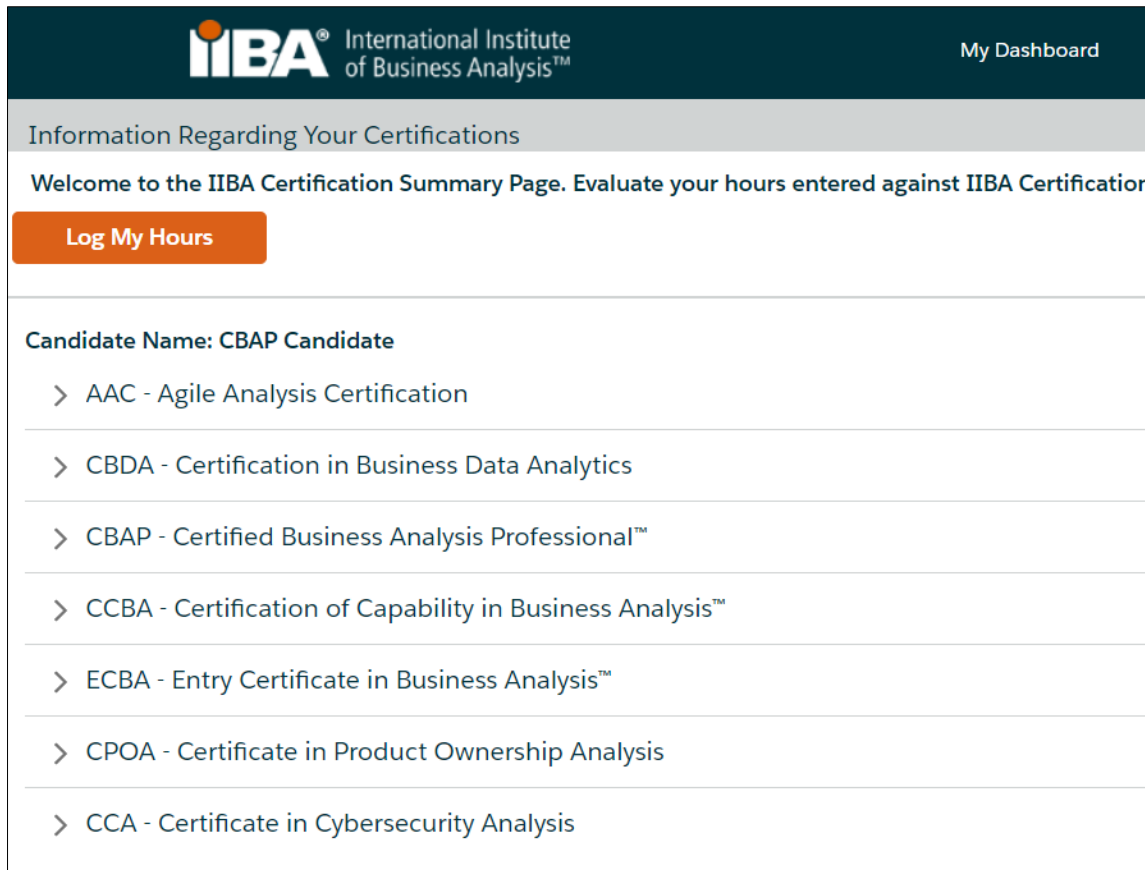 iiBA® International Institute
of Business Analysis™
My Dashboard
Information Regarding Your Certifications
Welcome to the IIBA Certification Summary Page. Evaluate your hours entered against IIBA Certification
Log My Hours
Candidate Name: CBAP Candidate
AAC - Agile Analysis Certification
CBDA - Certification in Business Data Analytics
CBAP - Certified Business Analysis Professional™
CCBA - Certification of Capability in Business Analysis™
ECBA - Entry Certificate in Business Analysis™
CPOA - Certificate in Product Ownership Analysis
CCA - Certificate in Cybersecurity Analysis